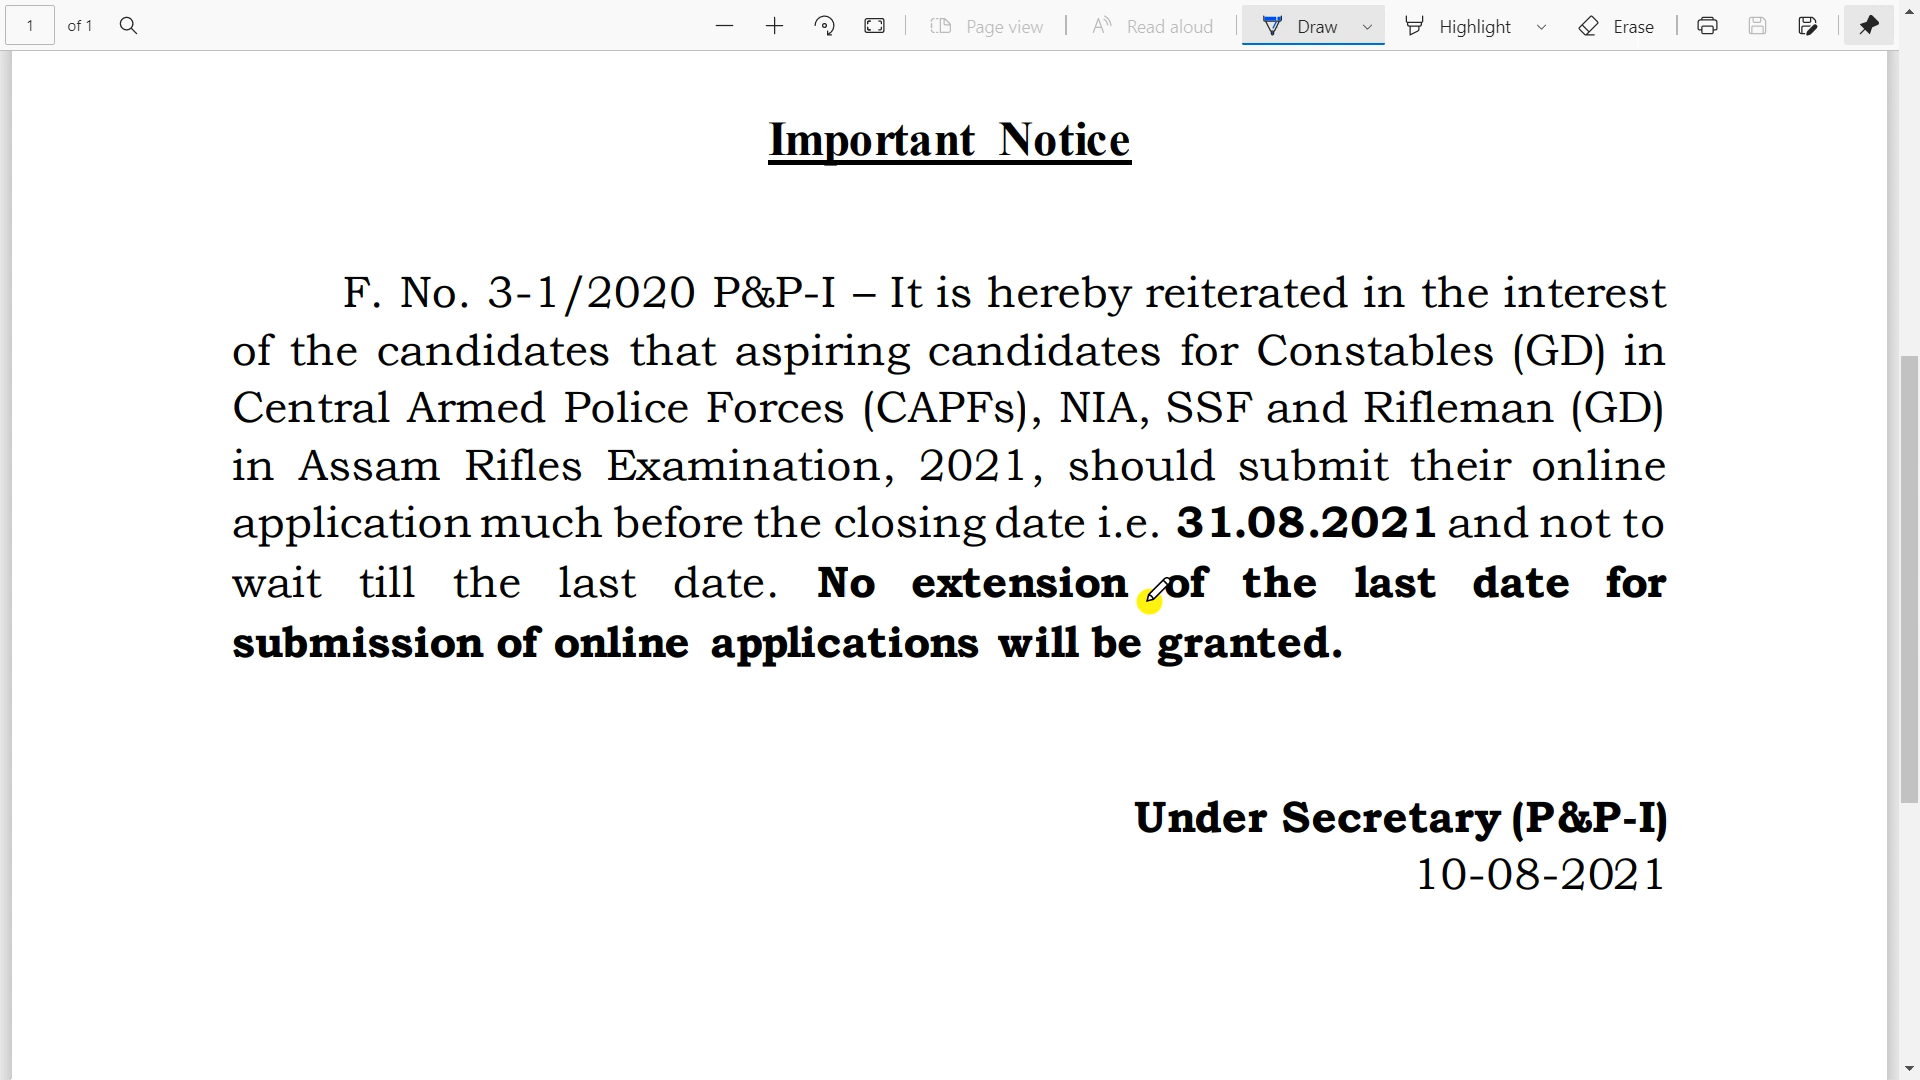 1 of 1 Page view Read aloud Draw Highlight Erase
Important Notice
F. No. 3-1/2020 P&P-I – It is hereby reiterated in the interest
of the candidates that aspiring candidates for Constables (GD) in
Central Armed Police Forces (CAPFs), NIA, SSF and Rifleman (GD)
in Assam Rifles Examination, 2021, should submit their online
application much before the closing date i.e. 31.08.2021 and not to
wait till the last date. No extension of the last date for
submission of online applications will be granted.
Under Secretary (P&P-I)
10-08-2021